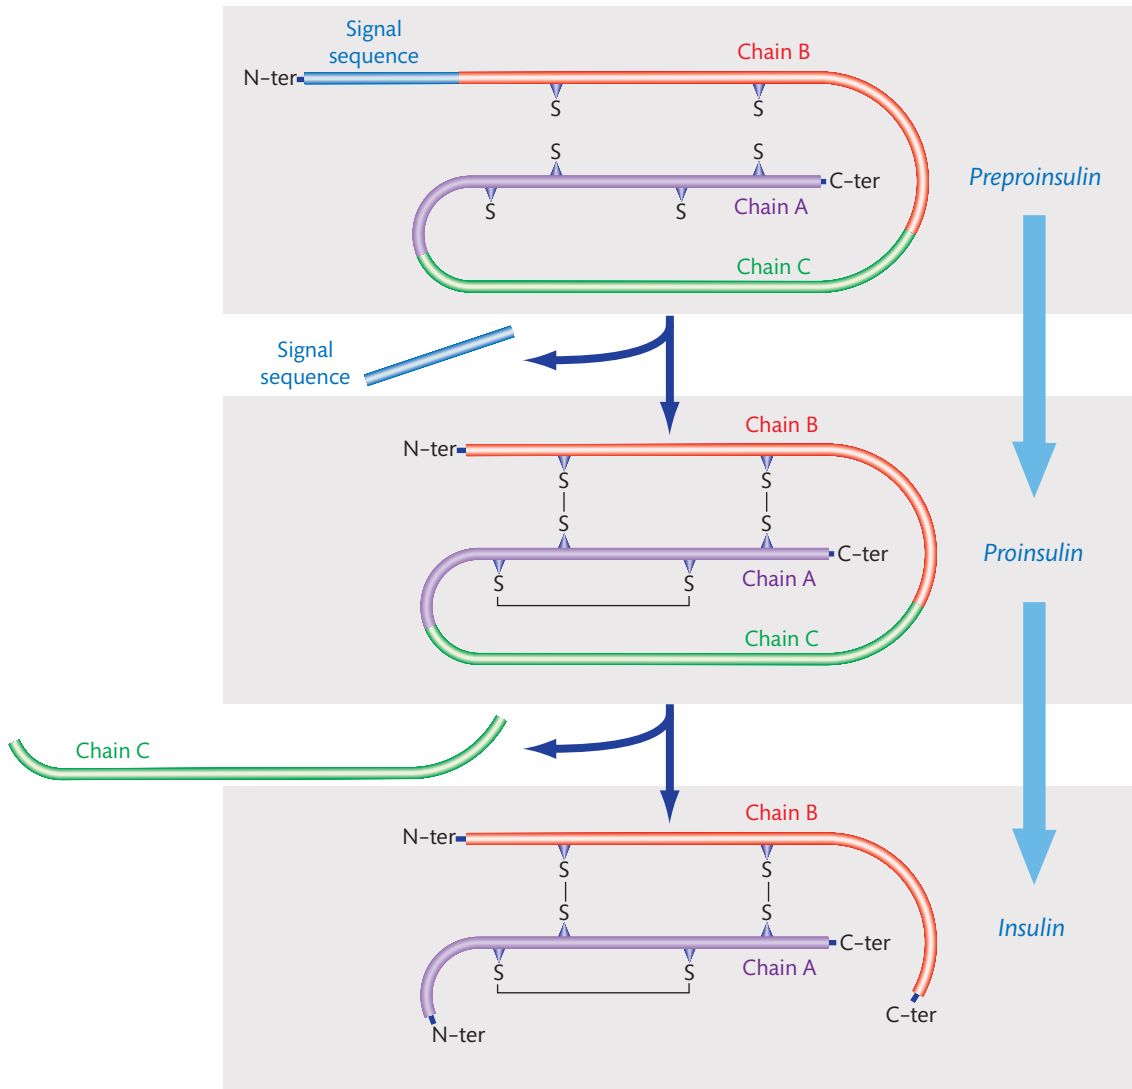 Signal
sequence
Chain B
N-ter
S S
S S
C-ter
Preproinsulin
S S
Chain A
Chain C
Signal
sequence
Chain B
N-ter
S S
S S
C-ter
Proinsulin
Chain A
S S
Chain C
Chain C
Chain B
N-ter
S S
S S
Insulin
C-ter
Chain A
S S
C-ter
N-ter